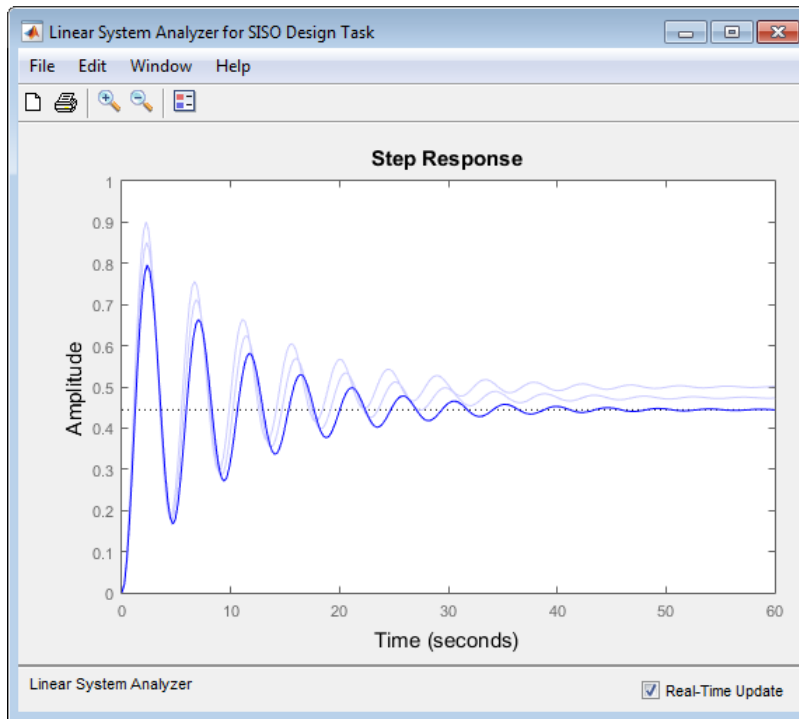 Linear System Analyzer for SISO Design Task
File Edit Window Help
Step Response
1
0.9
0.8
0.7
0.6
0.5
0.4
0.3
0.2
0.1
0
Amplitude
0 10 20 30 40 50 60
Time (seconds)
Linear System Analyzer
Real-Time Update